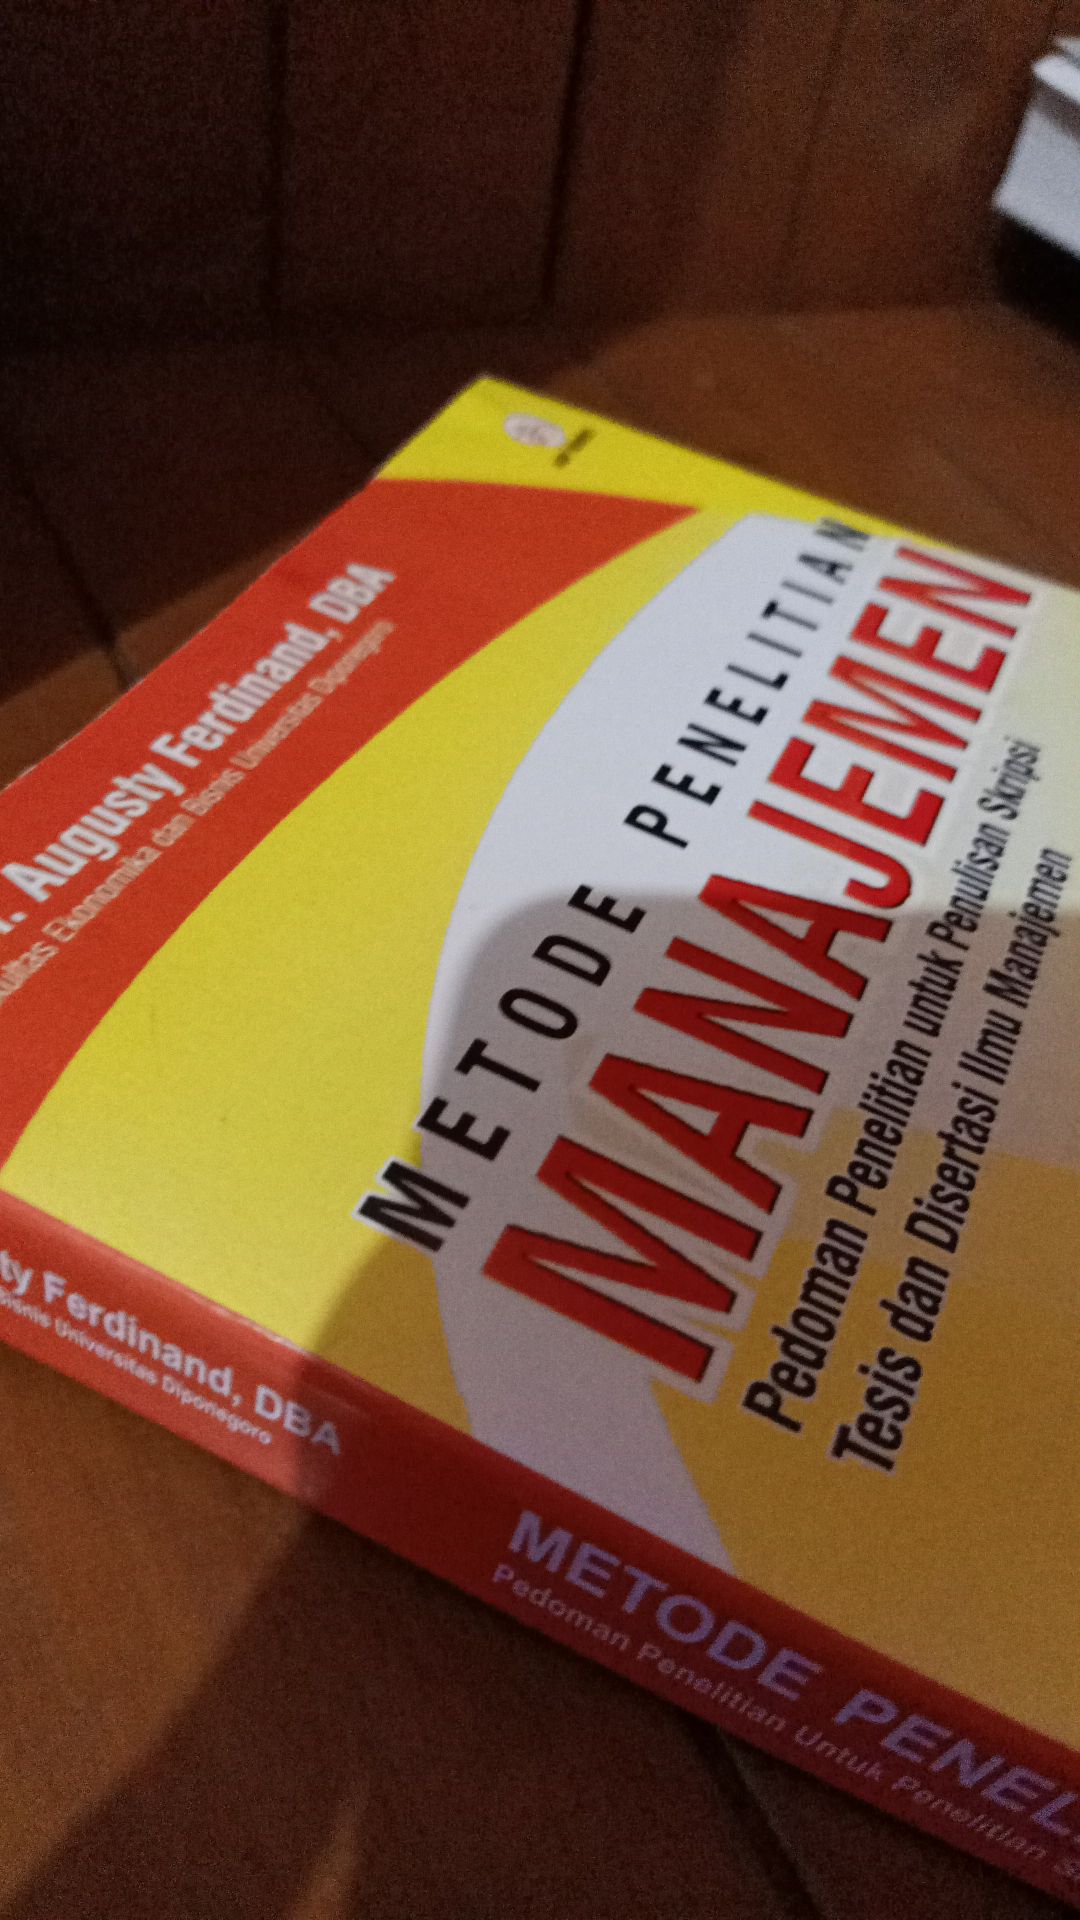 . Augusty Ferdinand, DBA
kultas Ekonomika dan Bisnis Universitas Diponegoro
METODE PENELITIAN
MANAJEMEN
Pedoman Penelitian untuk Penulisan Skripsi
Tesis dan Disertasi Ilmu Manajemen
ty Ferdinand, DBA
Bisnis Universitas Diponegoro
METODE PENEL
Pedoman Penelitian Untuk Penelitian S